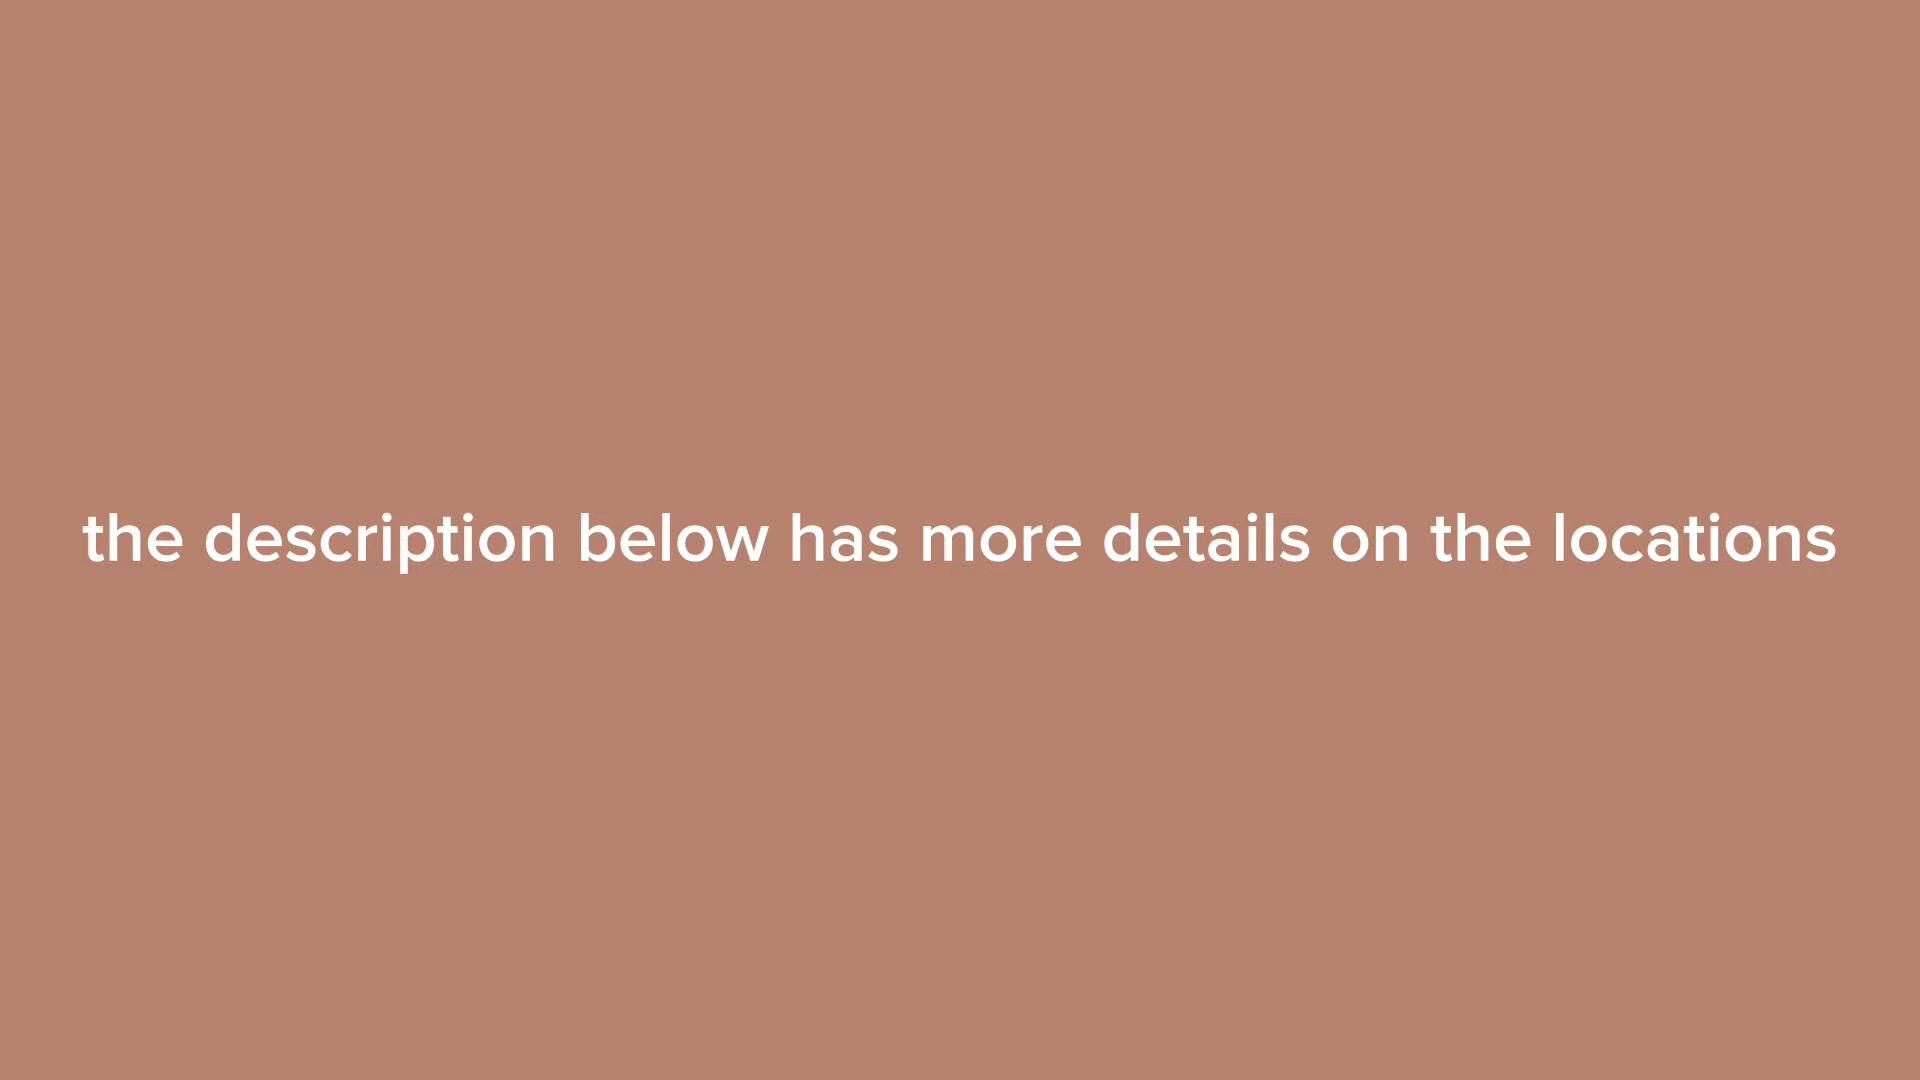 the description below has more details on the locations